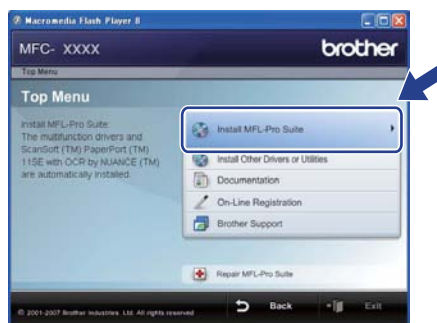 Macromedia Flash Player 8
MFC- XXXX
brother
Top Menu
Top Menu
Install MFL-Pro Suite:
The multifunction drivers and
ScanSoft (TM) PaperPort (TM)
11SE with OCR by NUANCE (TM)
are automatically installed.
Install MFL-Pro Suite
Install Other Drivers or Utilities
Documentation
On-Line Registration
Brother Support
Repair MFL-Pro Suite
© 2001-2007 Brother Industries, Ltd. All rights reserved
Back
Exit